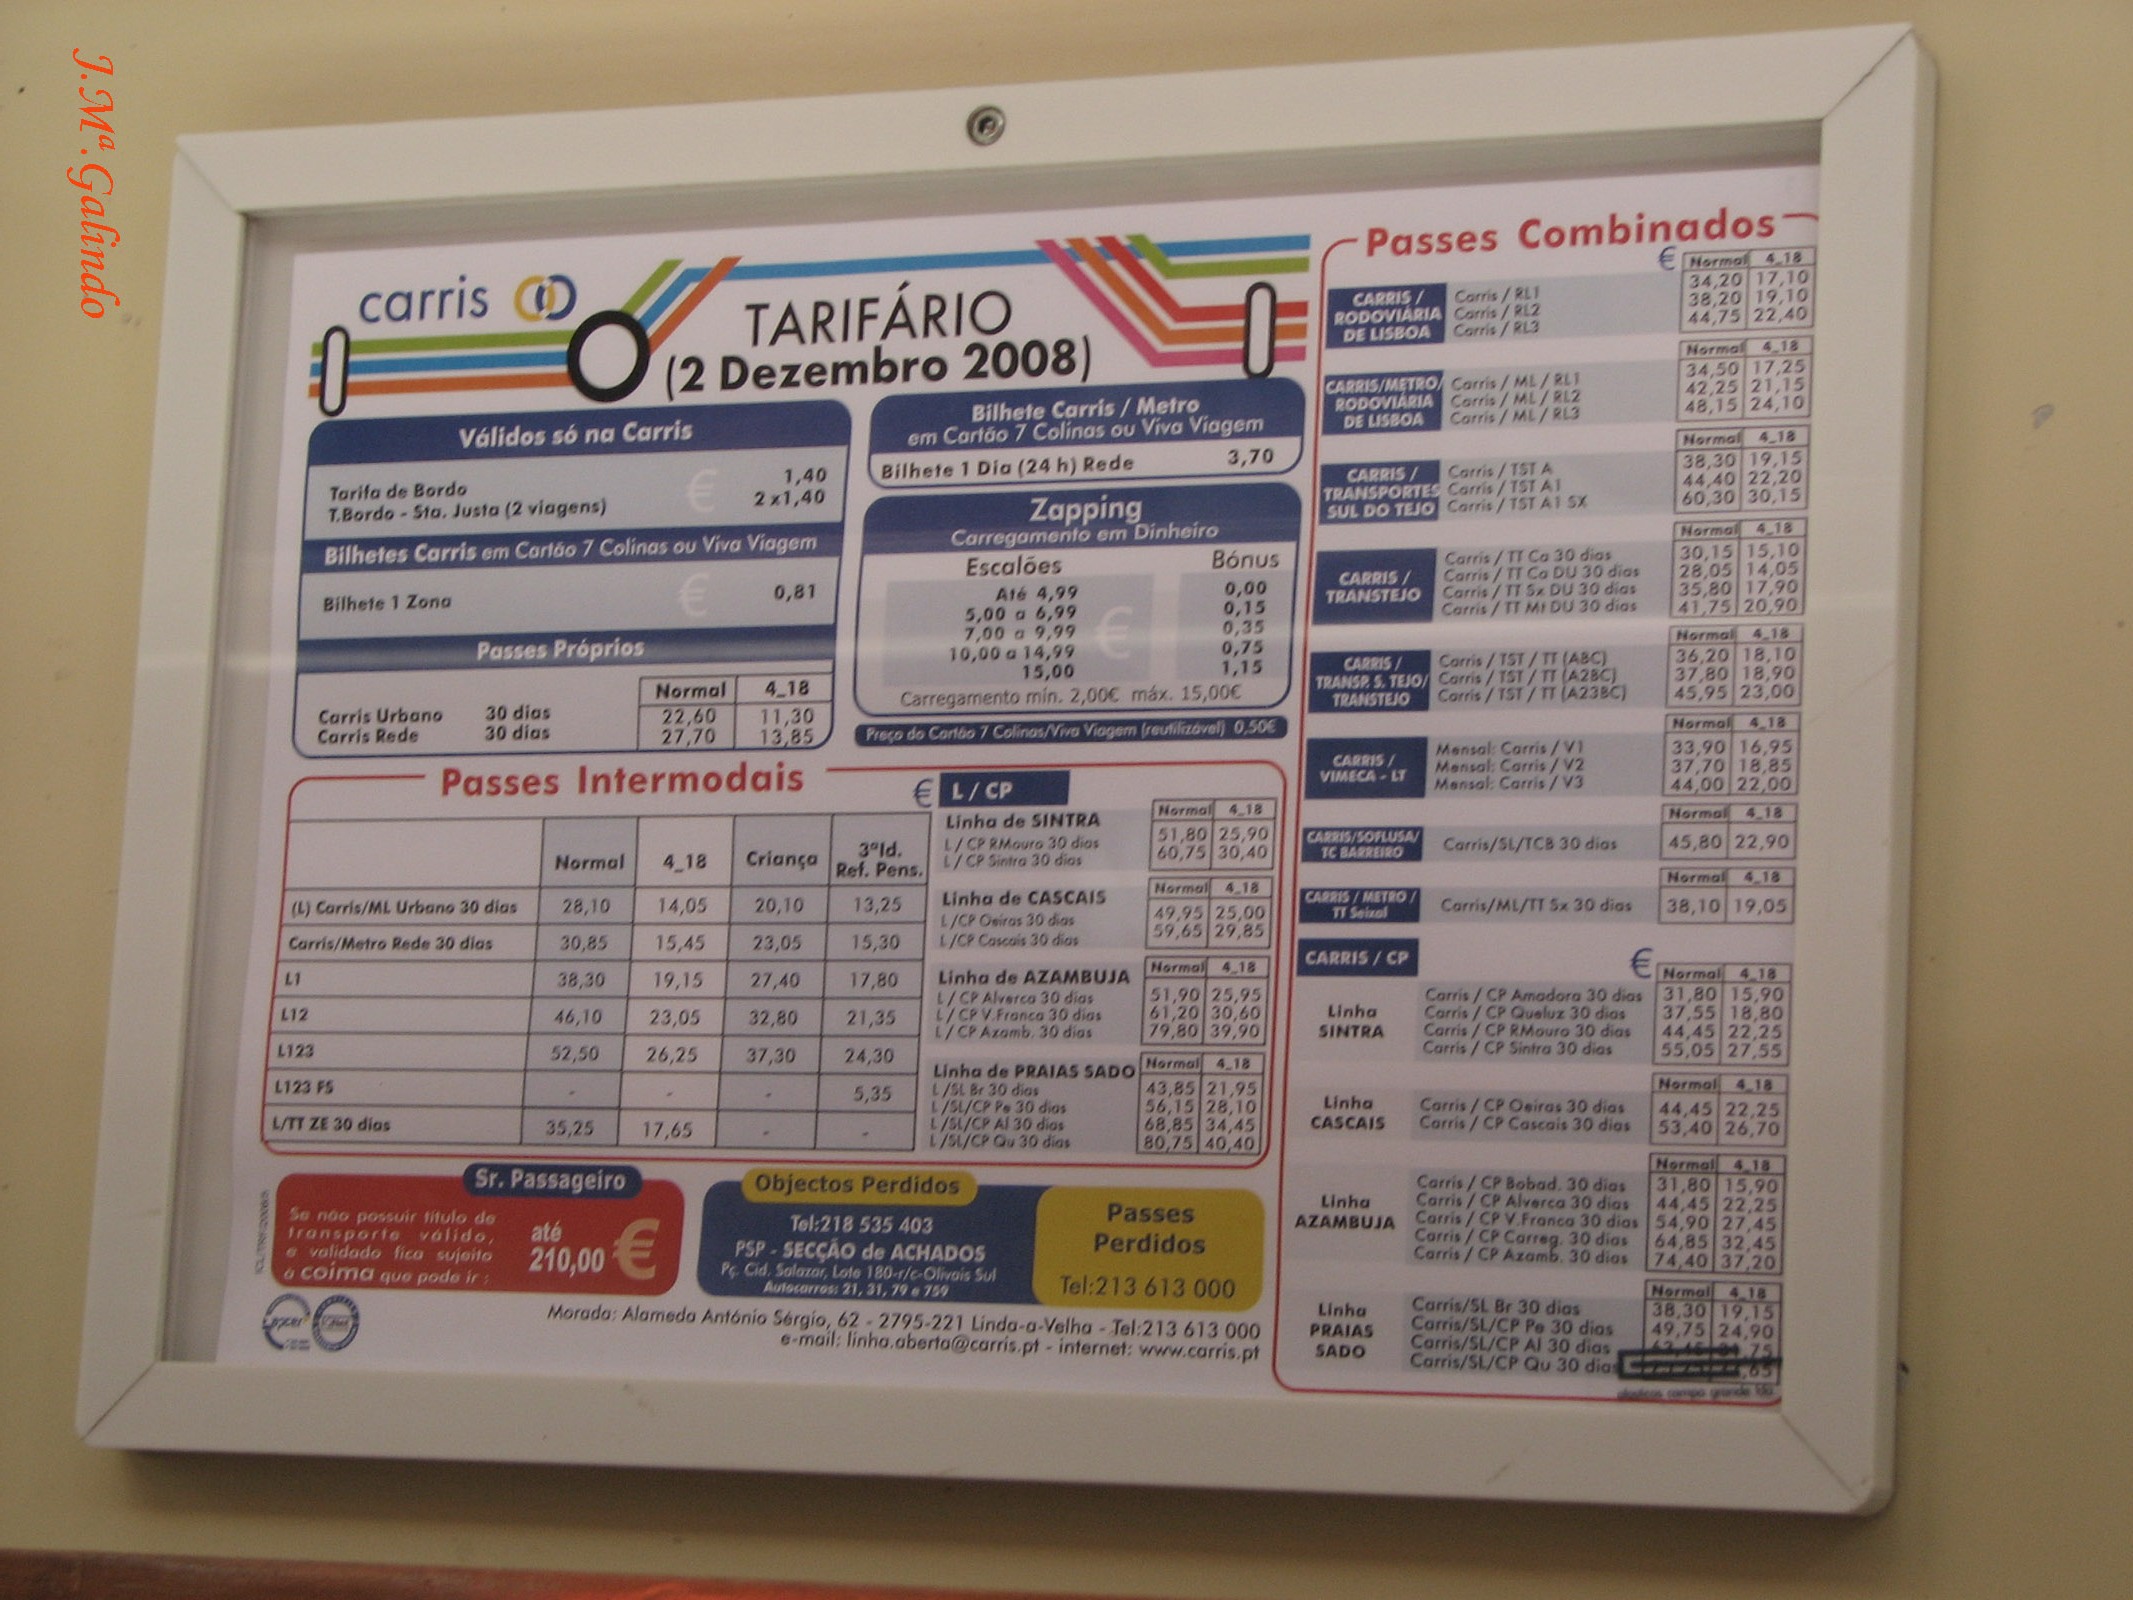 J.Mª.Galindo
carris
TARIFÁRIO
(2 Dezembro 2008)
Válidos só na Carris
Tarifa de Bordo 1,40
T.Bordo - Sta. Justa (2 viagens) 2x1,40
€
Bilhetes Carris em Cartão 7 Colinas ou Viva Viagem
Bilhete 1 Zona € 0,81
Passes Próprios
Normal 4_18
Carris Urbano 30 dias 22,60 11,30
Carris Rede 30 dias 27,70 13,85
Bilhete Carris / Metro
em Cartão 7 Colinas ou Viva Viagem
Bilhete 1 Dia (24 h) Rede 3,70
Zapping
Carregamento em Dinheiro
Escalões Bónus
Até 4,99 0,00
5,00 a 6,99 0,15
7,00 a 9,99 € 0,35
10,00 a 14,99 0,75
15,00 1,15
Carregamento mín. 2,00€ máx. 15,00€
Preço do Cartão 7 Colinas/Viva Viagem (reutilizável) 0,50€
Passes Intermodais
Normal 4_18 Criança 3ªId. Ref. Pens.
(L) Carris/ML Urbano 30 dias 28,10 14,05 20,10 13,25
Carris/Metro Rede 30 dias 30,85 15,45 23,05 15,30
L1 38,30 19,15 27,40 17,80
L12 46,10 23,05 32,80 21,35
L123 52,50 26,25 37,30 24,30
L123 FS - - - 5,35
L/TT ZE 30 dias 35,25 17,65 - -
€ L / CP
Linha de SINTRA Normal 4_18
L / CP RMouro 30 dias 51,80 25,90
L / CP Sintra 30 dias 60,75 30,40
Linha de CASCAIS Normal 4_18
L /CP Oeiras 30 dias 49,95 25,00
L /CP Cascais 30 dias 59,65 29,85
Linha de AZAMBUJA Normal 4_18
L / CP Alverca 30 dias 51,90 25,95
L / CP V.Franca 30 dias 61,20 30,60
L / CP Azamb. 30 dias 79,80 39,90
Linha de PRAIAS SADO Normal 4_18
L /SL Br 30 dias 43,85 21,95
L /SL/CP Pe 30 dias 56,15 28,10
L /SL/CP Al 30 dias 68,85 34,45
L /SL/CP Qu 30 dias 80,75 40,40
Sr. Passageiro
Se não possuir título de
transporte válido,
e validado fica sujeito
à coima que pode ir :
até
210,00 €
Objectos Perdidos
Tel:218 535 403
PSP - SECÇÃO de ACHADOS
Pç. Cid. Salazar, Lote 180-r/c-Olivais Sul
Autocarros: 21, 31, 79 e 759
Passes
Perdidos
Tel:213 613 000
Morada: Alameda António Sérgio, 62 - 2795-221 Linda-a-Velha - Tel:213 613 000
e-mail: linha.aberta@carris.pt - internet: www.carris.pt
Passes Combinados
€
Normal 4_18
CARRIS / RODOVIÁRIA DE LISBOA
Carris / RL1 34,20 17,10
Carris / RL2 38,20 19,10
Carris / RL3 44,75 22,40
Normal 4_18
CARRIS/METRO/ RODOVIÁRIA DE LISBOA
Carris / ML / RL1 34,50 17,25
Carris / ML / RL2 42,25 21,15
Carris / ML / RL3 48,15 24,10
Normal 4_18
CARRIS / TRANSPORTES SUL DO TEJO
Carris / TST A 38,30 19,15
Carris / TST A1 44,40 22,20
Carris / TST A1 SX 60,30 30,15
Normal 4_18
CARRIS / TRANSTEJO
Carris / TT Ca 30 dias 30,15 15,10
Carris / TT Ca DU 30 dias 28,05 14,05
Carris / TT Sx DU 30 dias 35,80 17,90
Carris / TT Mt DU 30 dias 41,75 20,90
Normal 4_18
CARRIS / TRANSP. S. TEJO/ TRANSTEJO
Carris / TST / TT (ABC) 36,20 18,10
Carris / TST / TT (A2BC) 37,80 18,90
Carris / TST / TT (A23BC) 45,95 23,00
Normal 4_18
CARRIS / VIMECA - LT
Mensal: Carris / V1 33,90 16,95
Mensal: Carris / V2 37,70 18,85
Mensal: Carris / V3 44,00 22,00
Normal 4_18
CARRIS/SOFLUSA/ TC BARREIRO
Carris/SL/TCB 30 dias 45,80 22,90
Normal 4_18
CARRIS / METRO / TT Seixal
Carris/ML/TT Sx 30 dias 38,10 19,05
CARRIS / CP €
Normal 4_18
Linha SINTRA
Carris / CP Amadora 30 dias 31,80 15,90
Carris / CP Queluz 30 dias 37,55 18,80
Carris / CP RMouro 30 dias 44,45 22,25
Carris / CP Sintra 30 dias 55,05 27,55
Normal 4_18
Linha CASCAIS
Carris / CP Oeiras 30 dias 44,45 22,25
Carris / CP Cascais 30 dias 53,40 26,70
Normal 4_18
Linha AZAMBUJA
Carris / CP Bobad. 30 dias 31,80 15,90
Carris / CP Alverca 30 dias 44,45 22,25
Carris / CP V.Franca 30 dias 54,90 27,45
Carris / CP Carreg. 30 dias 64,85 32,45
Carris / CP Azamb. 30 dias 74,40 37,20
Normal 4_18
Linha PRAIAS SADO
Carris/SL Br 30 dias 38,30 19,15
Carris/SL/CP Pe 30 dias 49,75 24,90
Carris/SL/CP Al 30 dias
Carris/SL/CP Qu 30 dias
campo grande